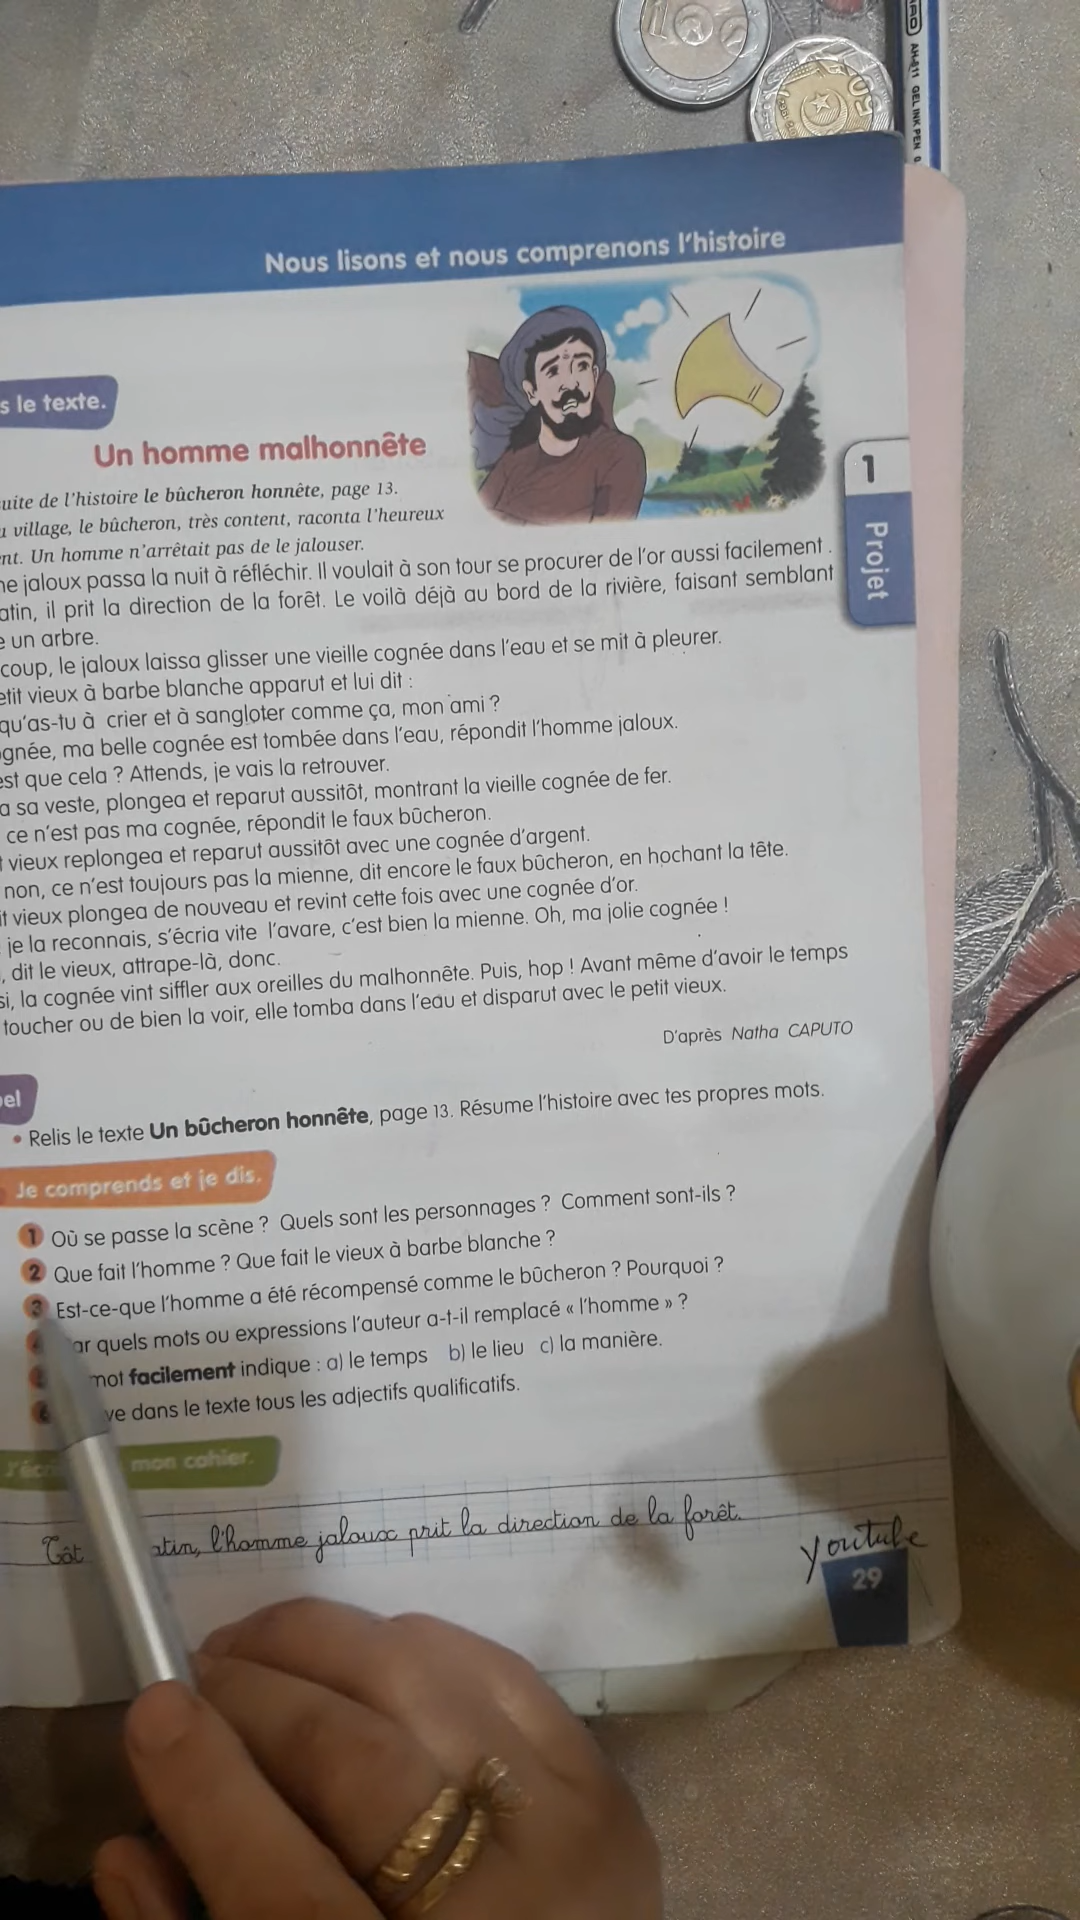 AH-811 GEL INK PEN
50
Nous lisons et nous comprenons l'histoire
le texte.
Un homme malhonnête
de l'histoire le bûcheron honnête, page 13.
village, le bûcheron, très content, raconta l'heureux
Un homme n'arrêtait pas de le jalouser.
jaloux passa la nuit à réfléchir. Il voulait à son tour se procurer de l'or aussi facilement .
il prit la direction de la forêt. Le voilà déjà au bord de la rivière, faisant semblant
un arbre.
coup, le jaloux laissa glisser une vieille cognée dans l'eau et se mit à pleurer.
vieux à barbe blanche apparut et lui dit :
qu'as-tu à crier et à sangloter comme ça, mon ami ?
ma belle cognée est tombée dans l'eau, répondit l'homme jaloux.
que cela ? Attends, je vais la retrouver.
sa veste, plongea et reparut aussitôt, montrant la vieille cognée de fer.
ce n'est pas ma cognée, répondit le faux bûcheron.
vieux replongea et reparut aussitôt avec une cognée d'argent.
non, ce n'est toujours pas la mienne, dit encore le faux bûcheron, en hochant la tête.
vieux plongea de nouveau et revint cette fois avec une cognée d'or.
je la reconnais, s'écria vite l'avare, c'est bien la mienne. Oh, ma jolie cognée !
, dit le vieux, attrape-là, donc.
la cognée vint siffler aux oreilles du malhonnête. Puis, hop ! Avant même d'avoir le temps
toucher ou de bien la voir, elle tomba dans l'eau et disparut avec le petit vieux.
D'après Natha CAPUTO
1
Projet
• Relis le texte Un bûcheron honnête, page 13. Résume l'histoire avec tes propres mots.
Je comprends et je dis.
1 Où se passe la scène ? Quels sont les personnages ? Comment sont-ils ?
2 Que fait l'homme ? Que fait le vieux à barbe blanche ?
3 Est-ce-que l'homme a été récompensé comme le bûcheron ? Pourquoi ?
quels mots ou expressions l'auteur a-t-il remplacé « l'homme » ?
mot facilement indique : a) le temps b) le lieu c) la manière.
dans le texte tous les adjectifs qualificatifs.
mon cahier.
Tôt l'homme jaloux prit la direction de la forêt.
youtube
29